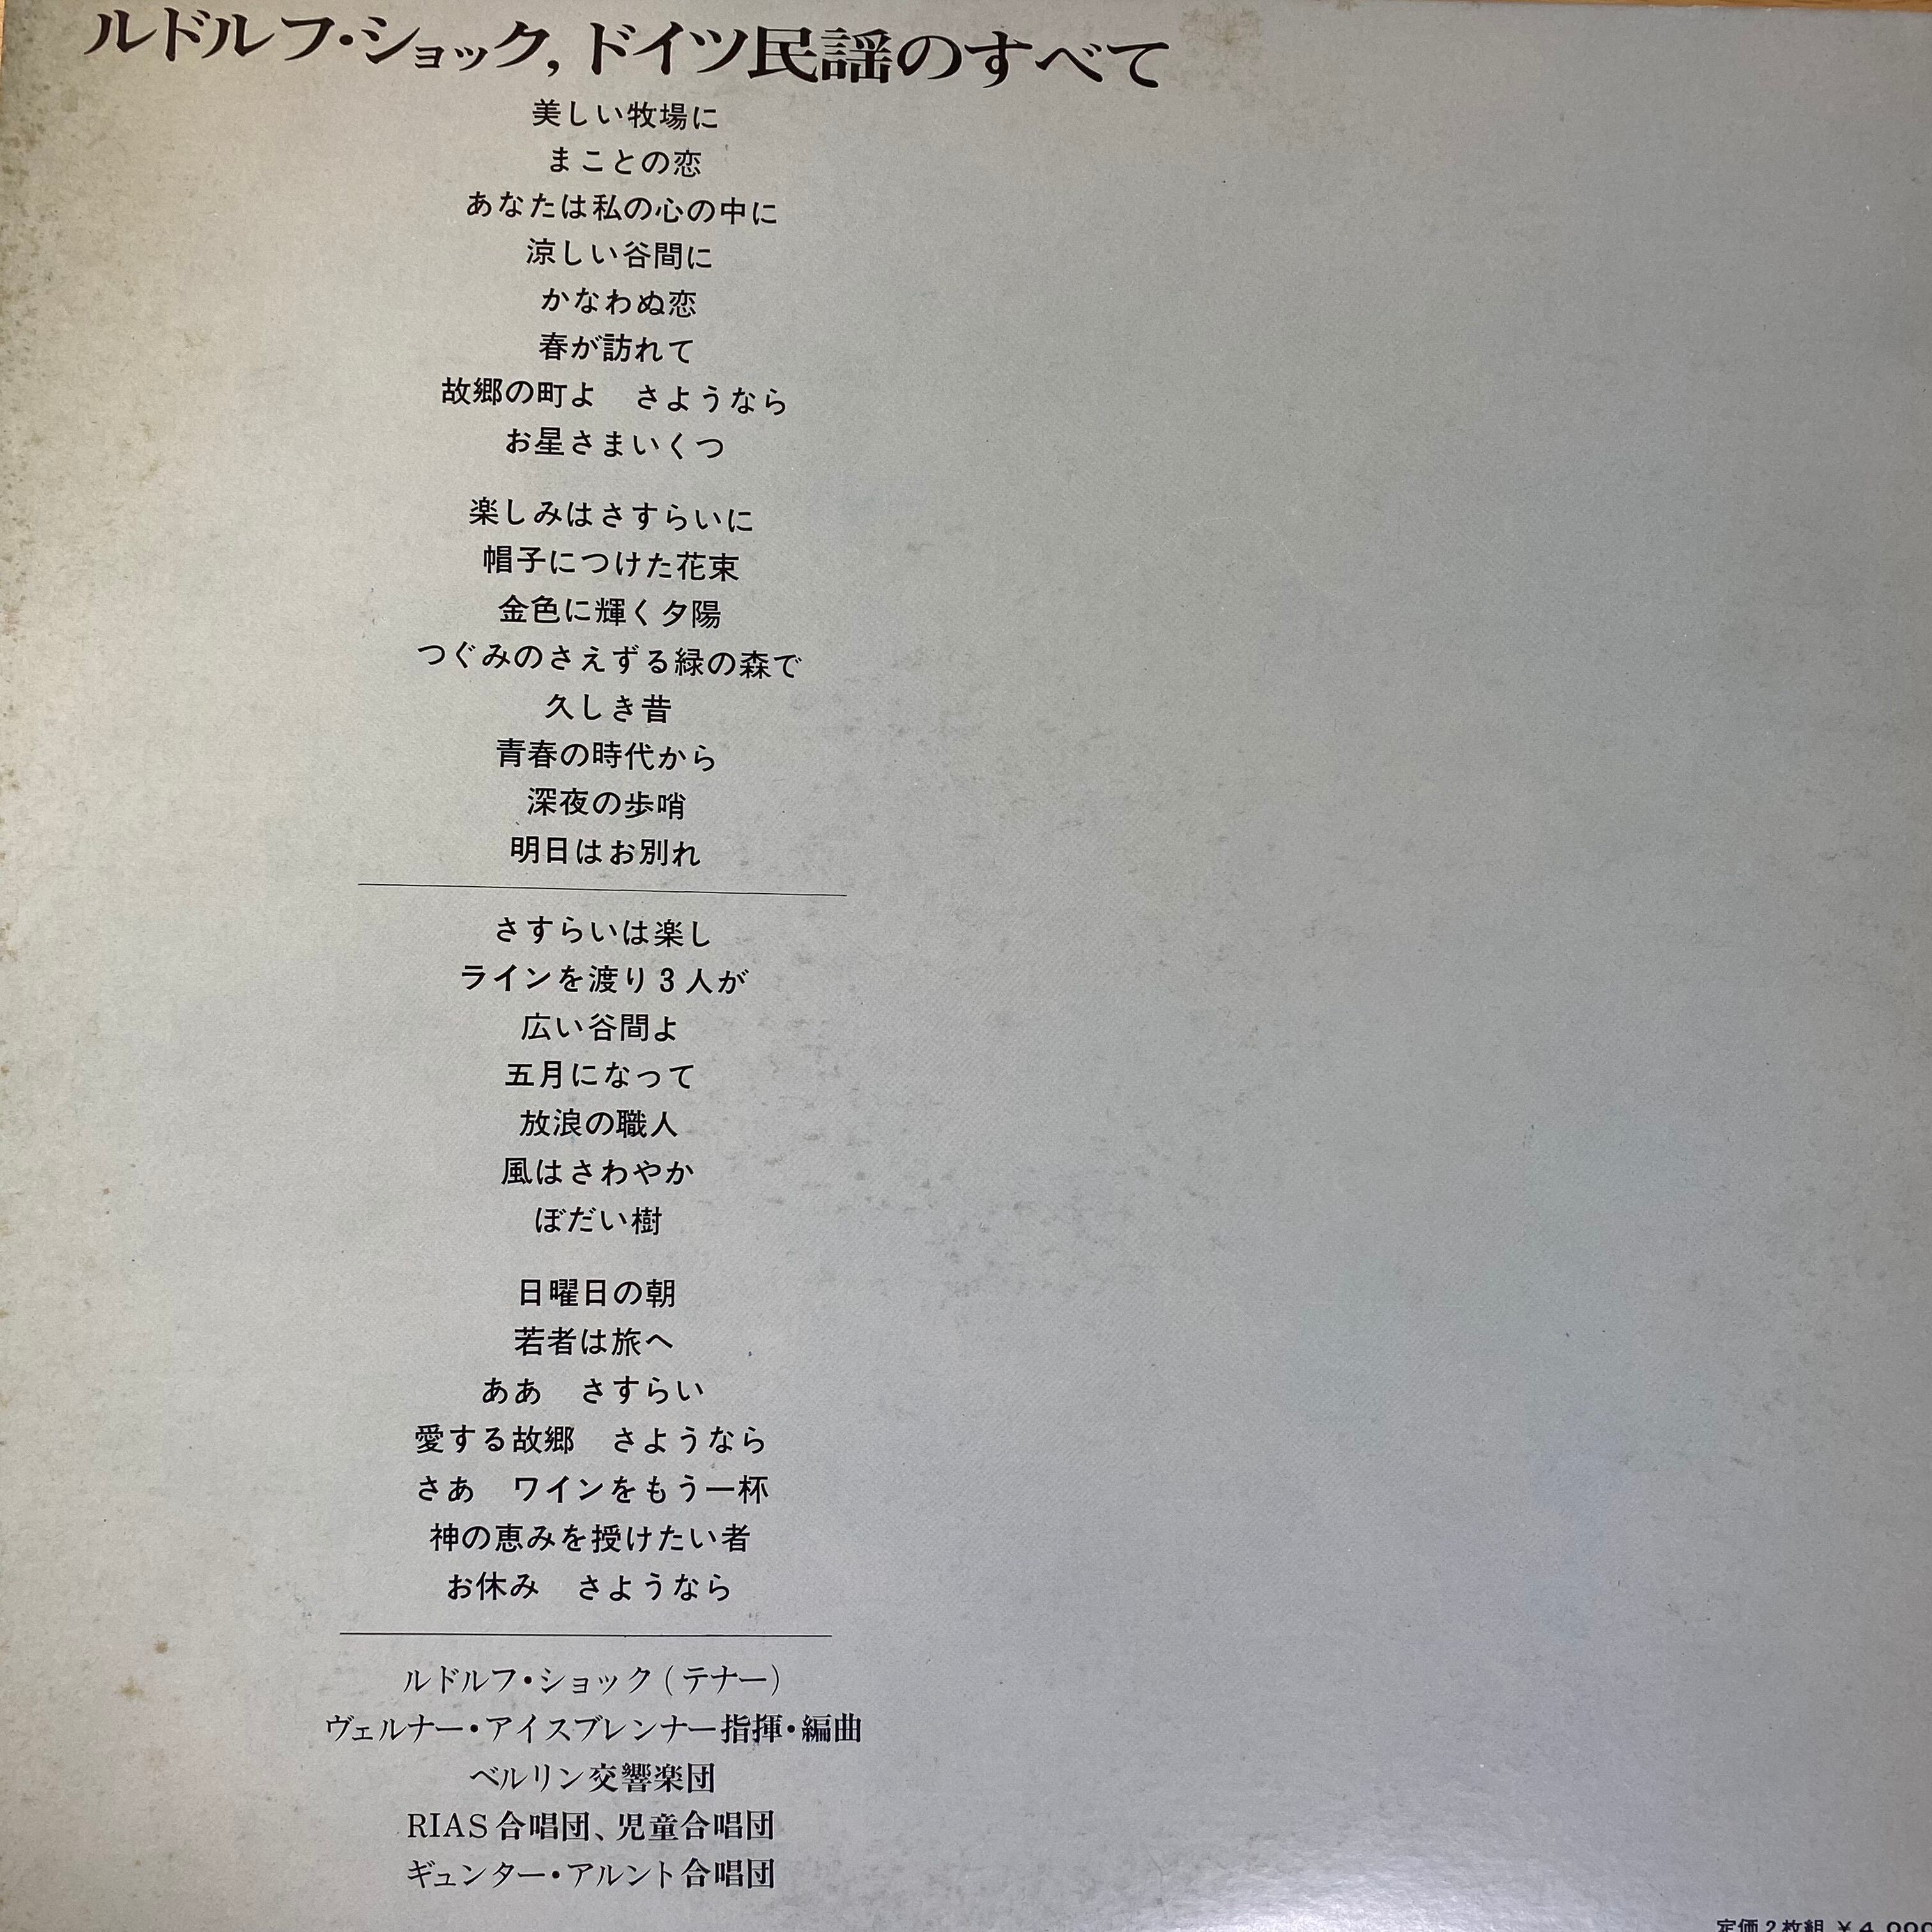 ルドルフ・ショック, ドイツ民謡のすべて
美しい牧場に
まことの恋
あなたは私の心の中に
涼しい谷間に
かなわぬ恋
春が訪れて
故郷の町よ　さようなら
お星さまいくつ
楽しみはさすらいに
帽子につけた花束
金色に輝く夕陽
つぐみのさえずる緑の森で
久しき昔
青春の時代から
深夜の歩哨
明日はお別れ
さすらいは楽し
ラインを渡り3人が
広い谷間よ
五月になって
放浪の職人
風はさわやか
ぼだい樹
日曜日の朝
若者は旅へ
ああ　さすらい
愛する故郷　さようなら
さあ　ワインをもう一杯
神の恵みを授けたい者
お休み　さようなら
ルドルフ・ショック(テナー)
ヴェルナー・アイスブレンナー指揮・編曲
ベルリン交響楽団
RIAS合唱団、児童合唱団
ギュンター・アルント合唱団
定価2枚組